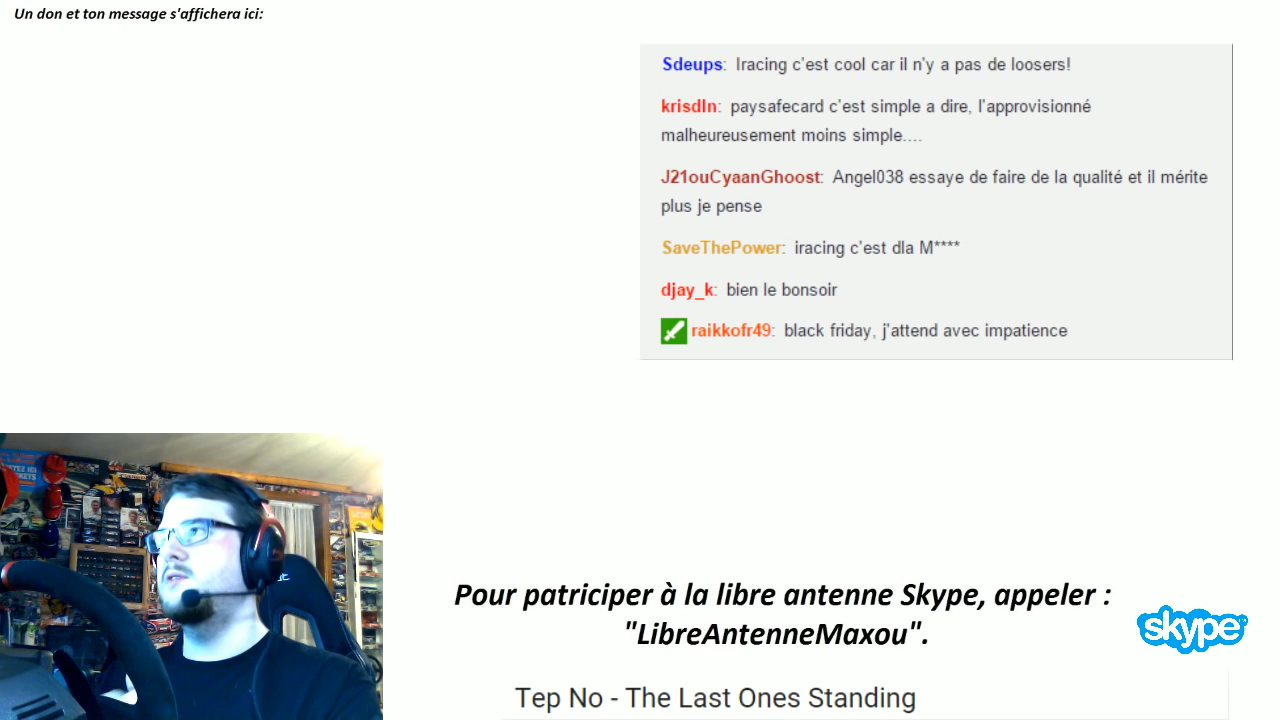 Un don et ton message s'affichera ici:
Sdeups: Iracing c'est cool car il n'y a pas de loosers!
krisdln: paysafecard c'est simple a dire, l'approvisionné
malheureusement moins simple....
J21ouCyaanGhoost: Angel038 essaye de faire de la qualité et il mérite
plus je pense
SaveThePower: iracing c'est dla M****
djay_k: bien le bonsoir
raikkofr49: black friday, j'attend avec impatience
Pour patriciper à la libre antenne Skype, appeler :
"LibreAntenneMaxou".
skype
Tep No - The Last Ones Standing